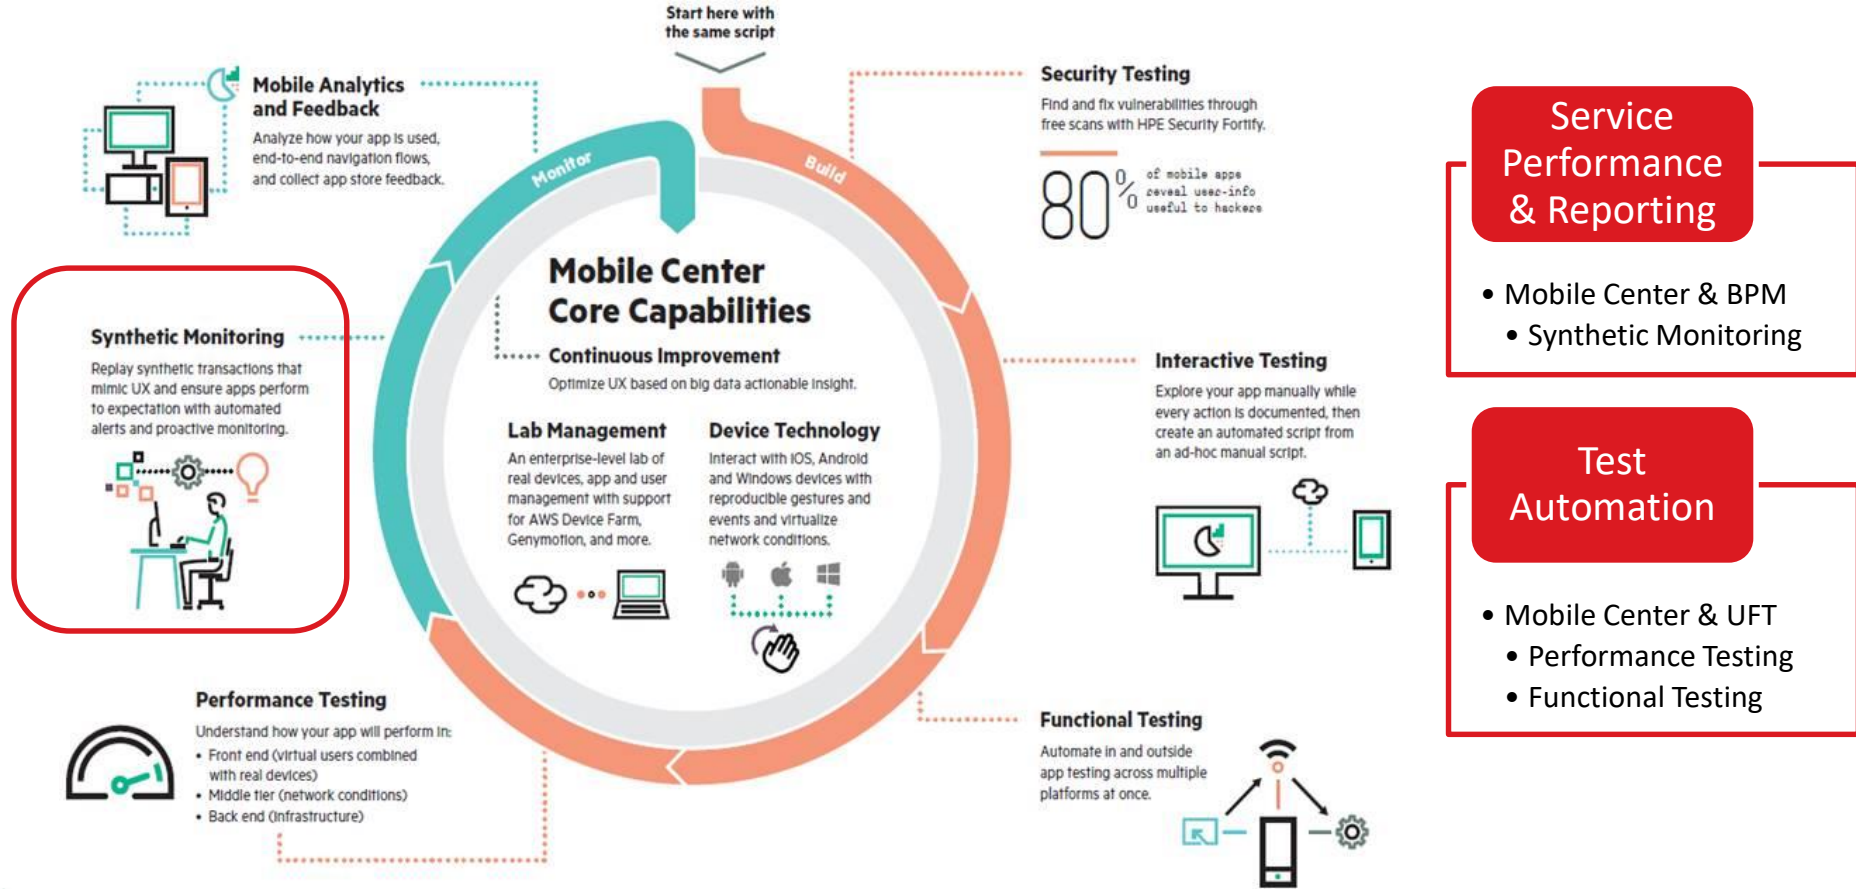 Start here with
the same script
Mobile Analytics
and Feedback
Analyze how your app is used,
end-to-end navigation flows,
and collect app store feedback.
Monitor
Build
Security Testing
Find and fix vulnerabilities through
free scans with HPE Security Fortify.
80%
of mobile apps
reveal user-info
useful to hackers
Synthetic Monitoring
Replay synthetic transactions that
mimic UX and ensure apps perform
to expectation with automated
alerts and proactive monitoring.
Mobile Center
Core Capabilities
Continuous Improvement
Optimize UX based on big data actionable insight.
Lab Management
An enterprise-level lab of
real devices, app and user
management with support
for AWS Device Farm,
Genymotion, and more.
Device Technology
Interact with iOS, Android
and Windows devices with
reproducible gestures and
events and virtualize
network conditions.
Interactive Testing
Explore your app manually while
every action is documented, then
create an automated script from
an ad-hoc manual script.
Performance Testing
Understand how your app will perform in:
• Front end (virtual users combined
with real devices)
• Middle tier (network conditions)
• Back end (infrastructure)
Functional Testing
Automate in and outside
app testing across multiple
platforms at once.
Service
Performance
& Reporting
• Mobile Center & BPM
• Synthetic Monitoring
Test
Automation
• Mobile Center & UFT
• Performance Testing
• Functional Testing